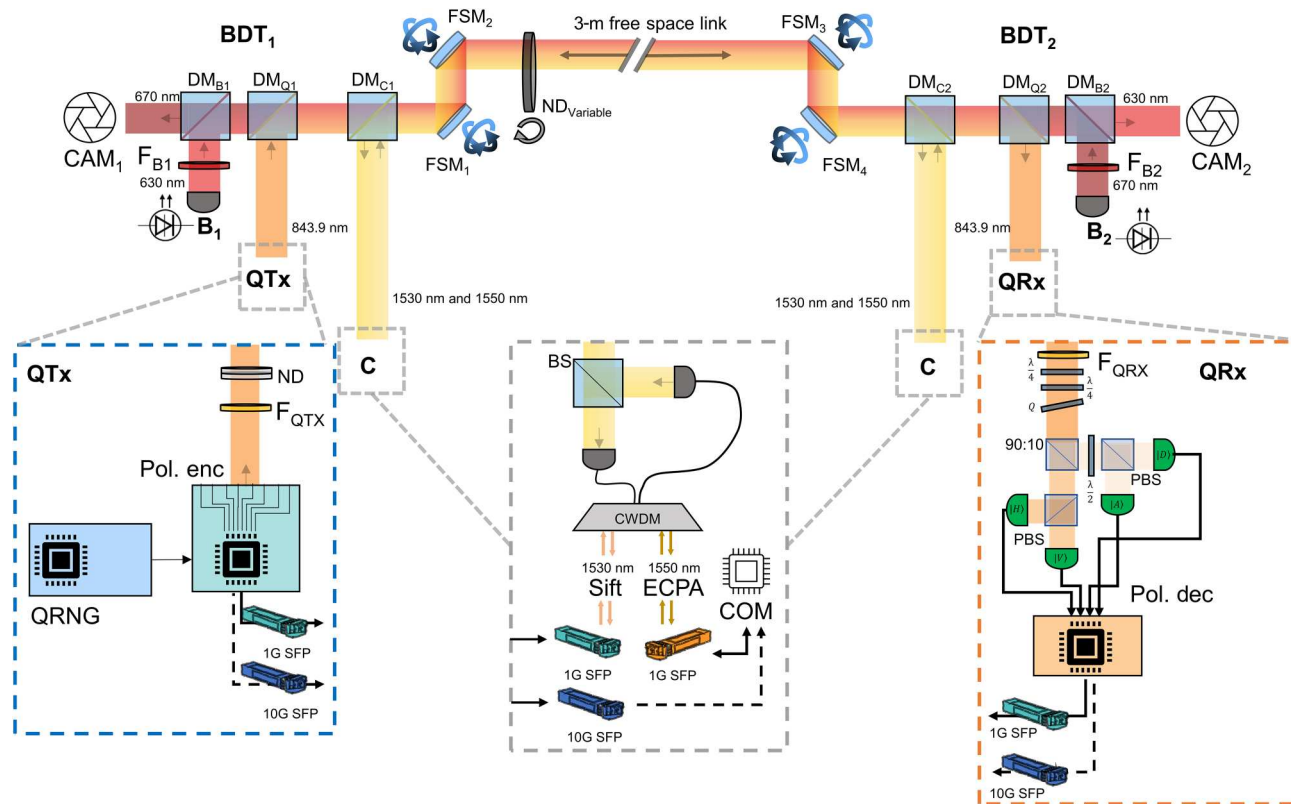 FSM2
FSM3
3-m free space link
BDT1
BDT2
DMB1
DMQ1
DMC1
DMC2
DMQ2
DMB2
670 nm
630 nm
NDVariable
CAM1
FB1
FSM1
FSM4
FB2
CAM2
630 nm
670 nm
B1
843.9 nm
843.9 nm
B2
QTx
QRx
1530 nm and 1550 nm
1530 nm and 1550 nm
C
C
QTx
ND
FQTX
Pol. enc
QRNG
1G SFP
10G SFP
BS
CWDM
1530 nm
1550 nm
Sift
ECPA
COM
1G SFP
1G SFP
10G SFP
FQRX
QRx
λ/4
λ/4
Q
90:10
λ/2
|D⟩
PBS
|H⟩
|A⟩
PBS
|V⟩
Pol. dec
1G SFP
10G SFP